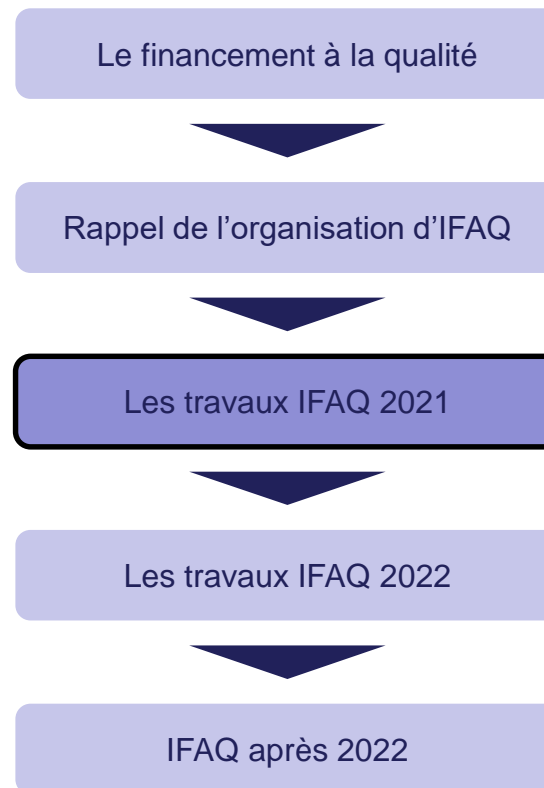 Le financement à la qualité
Rappel de l’organisation d’IFAQ
Les travaux IFAQ 2021
Les travaux IFAQ 2022
IFAQ après 2022